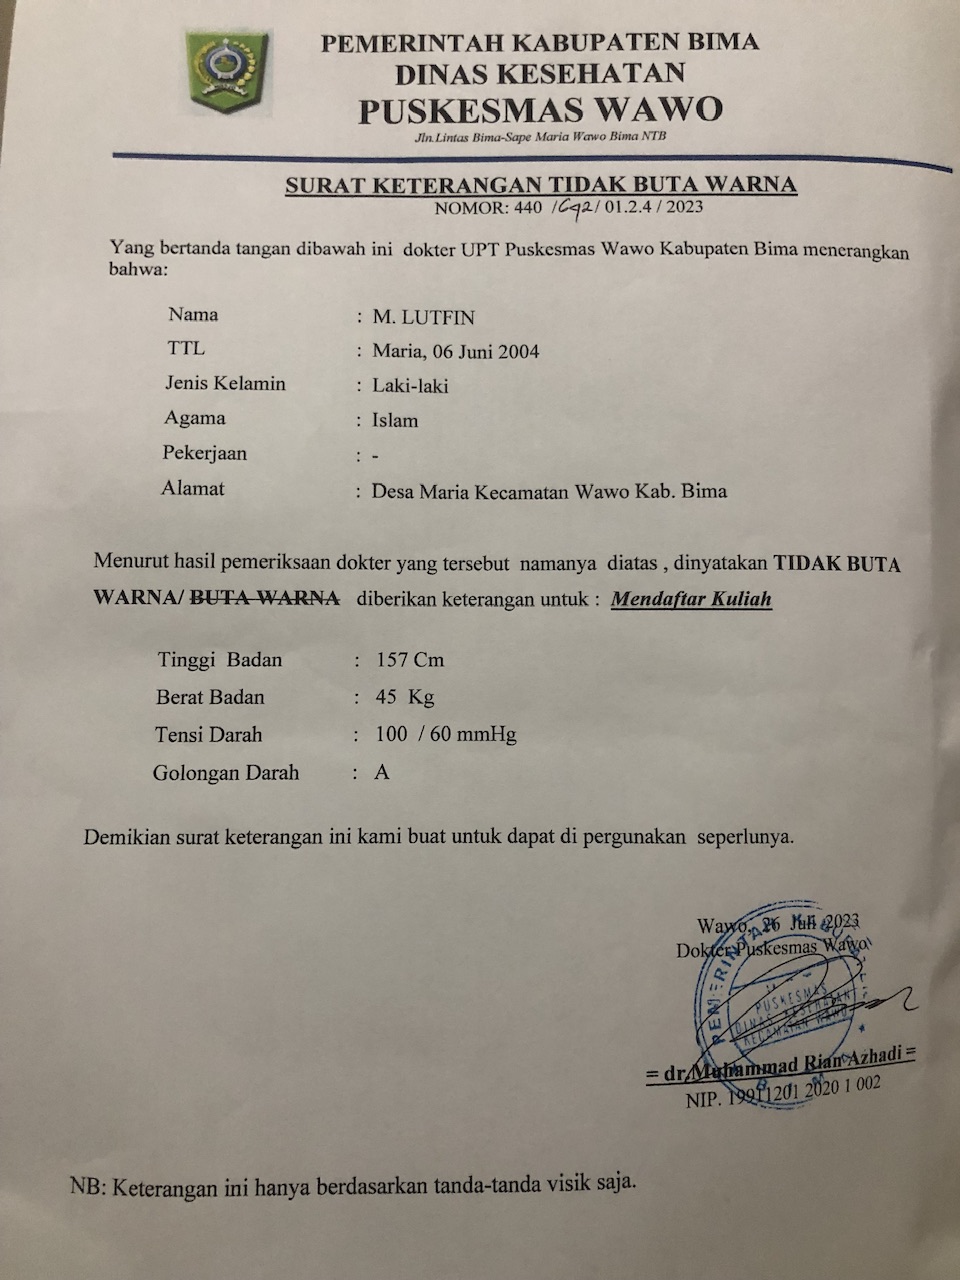 PEMERINTAH KABUPATEN BIMA
DINAS KESEHATAN
PUSKESMAS WAWO
Jln.Lintas Bima-Sape Maria Wawo Bima NTB
SURAT KETERANGAN TIDAK BUTA WARNA
NOMOR: 440 /692/ 01.2.4 / 2023
Yang bertanda tangan dibawah ini dokter UPT Puskesmas Wawo Kabupaten Bima menerangkan
bahwa:
Nama : M. LUTFIN
TTL : Maria, 06 Juni 2004
Jenis Kelamin : Laki-laki
Agama : Islam
Pekerjaan : -
Alamat : Desa Maria Kecamatan Wawo Kab. Bima
Menurut hasil pemeriksaan dokter yang tersebut namanya diatas , dinyatakan TIDAK BUTA
WARNA/ BUTA WARNA diberikan keterangan untuk : Mendaftar Kuliah
Tinggi Badan : 157 Cm
Berat Badan : 45 Kg
Tensi Darah : 100 / 60 mmHg
Golongan Darah : A
Demikian surat keterangan ini kami buat untuk dapat di pergunakan seperlunya.
Wawo, 26 2023
Dokter Puskesmas Wawo
PUSKESMAS
DINAS KESEHATAN
KECAMATAN WAWO
= dr.Muhammad Rian Azhadi =
NIP. 19911201 2020 1 002
NB: Keterangan ini hanya berdasarkan tanda-tanda visik saja.